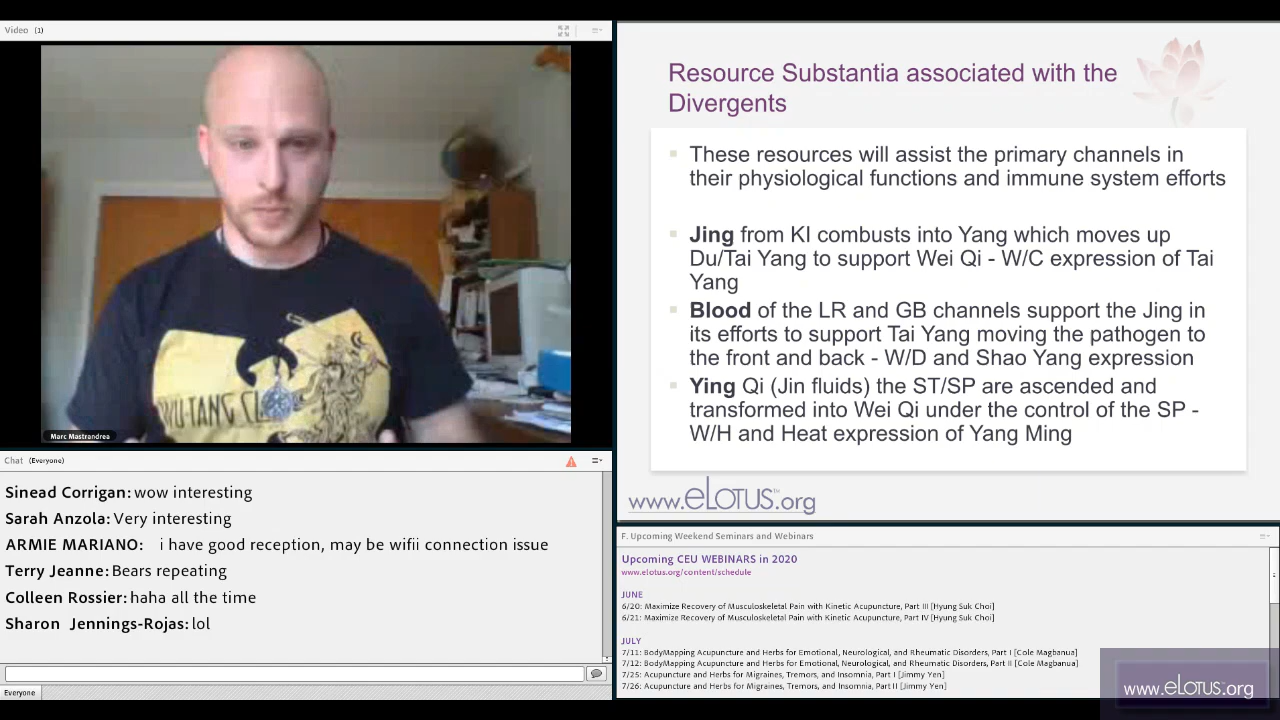 Video (1)
WU-TANG CL
Marc Mastrandrea
Chat (Everyone)
Sinead Corrigan: wow interesting
Sarah Anzola: Very interesting
ARMIE MARIANO: i have good reception, may be wifii connection issue
Terry Jeanne: Bears repeating
Colleen Rossier: haha all the time
Sharon Jennings-Rojas: lol
Everyone
Resource Substantia associated with the
Divergents
These resources will assist the primary channels in
their physiological functions and immune system efforts
Jing from KI combusts into Yang which moves up
Du/Tai Yang to support Wei Qi - W/C expression of Tai
Yang
Blood of the LR and GB channels support the Jing in
its efforts to support Tai Yang moving the pathogen to
the front and back - W/D and Shao Yang expression
Ying Qi (Jin fluids) the ST/SP are ascended and
transformed into Wei Qi under the control of the SP -
W/H and Heat expression of Yang Ming
www.eLOTUS.org
F. Upcoming Weekend Seminars and Webinars
Upcoming CEU WEBINARS in 2020
www.elotus.org/content/schedule
JUNE
6/20: Maximize Recovery of Musculoskeletal Pain with Kinetic Acupuncture, Part III [Hyung Suk Choi]
6/21: Maximize Recovery of Musculoskeletal Pain with Kinetic Acupuncture, Part IV [Hyung Suk Choi]
JULY
7/11: BodyMapping Acupuncture and Herbs for Emotional, Neurological, and Rheumatic Disorders, Part I [Cole Magbanua]
7/12: BodyMapping Acupuncture and Herbs for Emotional, Neurological, and Rheumatic Disorders, Part II [Cole Magbanua]
7/25: Acupuncture and Herbs for Migraines, Tremors, and Insomnia, Part I [Jimmy Yen]
7/26: Acupuncture and Herbs for Migraines, Tremors, and Insomnia, Part II [Jimmy Yen]
www.eLOTUS.org